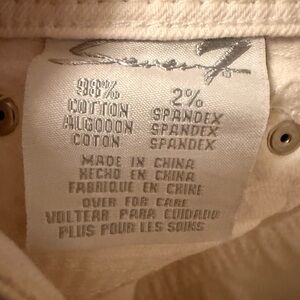 Seven7
98% 2%
COTTON SPANDEX
ALGODON SPANDEX
COTON SPANDEX
MADE IN CHINA
HECHO EN CHINA
FABRIQUE EN CHINE
OVER FOR CARE
VOLTEAR PARA CUIDADO
PLUS POUR LES SOINS